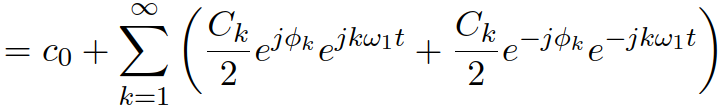 $= c_0 + \sum_{k=1}^{\infty} \left( \frac{C_k}{2} e^{j\phi_k} e^{jk\omega_1 t} + \frac{C_k}{2} e^{-j\phi_k} e^{-jk\omega_1 t} \right)$